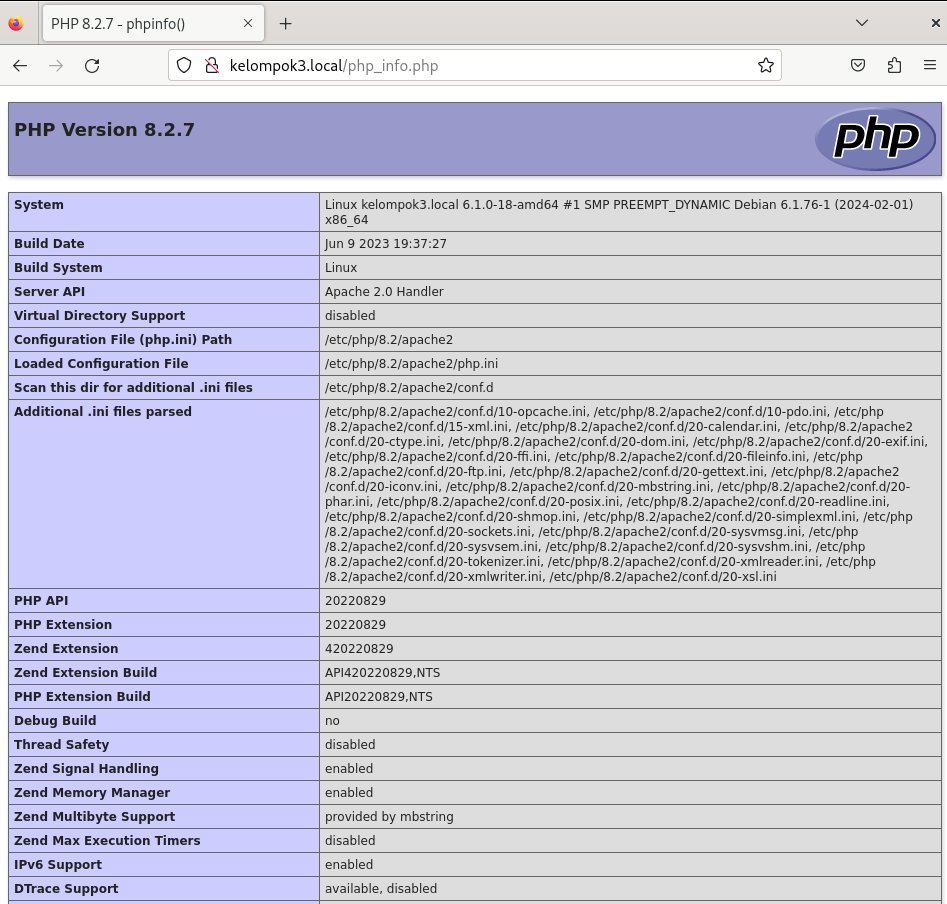 PHP 8.2.7 - phpinfo()
kelompok3.local/php_info.php
PHP Version 8.2.7
php
System
Linux kelompok3.local 6.1.0-18-amd64 #1 SMP PREEMPT_DYNAMIC Debian 6.1.76-1 (2024-02-01)
x86_64
Build Date
Jun 9 2023 19:37:27
Build System
Linux
Server API
Apache 2.0 Handler
Virtual Directory Support
disabled
Configuration File (php.ini) Path
/etc/php/8.2/apache2
Loaded Configuration File
/etc/php/8.2/apache2/php.ini
Scan this dir for additional .ini files
/etc/php/8.2/apache2/conf.d
Additional .ini files parsed
/etc/php/8.2/apache2/conf.d/10-opcache.ini, /etc/php/8.2/apache2/conf.d/10-pdo.ini, /etc/php
/8.2/apache2/conf.d/15-xml.ini, /etc/php/8.2/apache2/conf.d/20-calendar.ini, /etc/php/8.2/apache2
/conf.d/20-ctype.ini, /etc/php/8.2/apache2/conf.d/20-dom.ini, /etc/php/8.2/apache2/conf.d/20-exif.ini,
/etc/php/8.2/apache2/conf.d/20-ffi.ini, /etc/php/8.2/apache2/conf.d/20-fileinfo.ini, /etc/php
/8.2/apache2/conf.d/20-ftp.ini, /etc/php/8.2/apache2/conf.d/20-gettext.ini, /etc/php/8.2/apache2
/conf.d/20-iconv.ini, /etc/php/8.2/apache2/conf.d/20-mbstring.ini, /etc/php/8.2/apache2/conf.d/20-
phar.ini, /etc/php/8.2/apache2/conf.d/20-posix.ini, /etc/php/8.2/apache2/conf.d/20-readline.ini,
/etc/php/8.2/apache2/conf.d/20-shmop.ini, /etc/php/8.2/apache2/conf.d/20-simplexml.ini, /etc/php
/8.2/apache2/conf.d/20-sockets.ini, /etc/php/8.2/apache2/conf.d/20-sysvmsg.ini, /etc/php
/8.2/apache2/conf.d/20-sysvsem.ini, /etc/php/8.2/apache2/conf.d/20-sysvshm.ini, /etc/php
/8.2/apache2/conf.d/20-tokenizer.ini, /etc/php/8.2/apache2/conf.d/20-xmlreader.ini, /etc/php
/8.2/apache2/conf.d/20-xmlwriter.ini, /etc/php/8.2/apache2/conf.d/20-xsl.ini
PHP API
20220829
PHP Extension
20220829
Zend Extension
420220829
Zend Extension Build
API420220829,NTS
PHP Extension Build
API20220829,NTS
Debug Build
no
Thread Safety
disabled
Zend Signal Handling
enabled
Zend Memory Manager
enabled
Zend Multibyte Support
provided by mbstring
Zend Max Execution Timers
disabled
IPv6 Support
enabled
DTrace Support
available, disabled